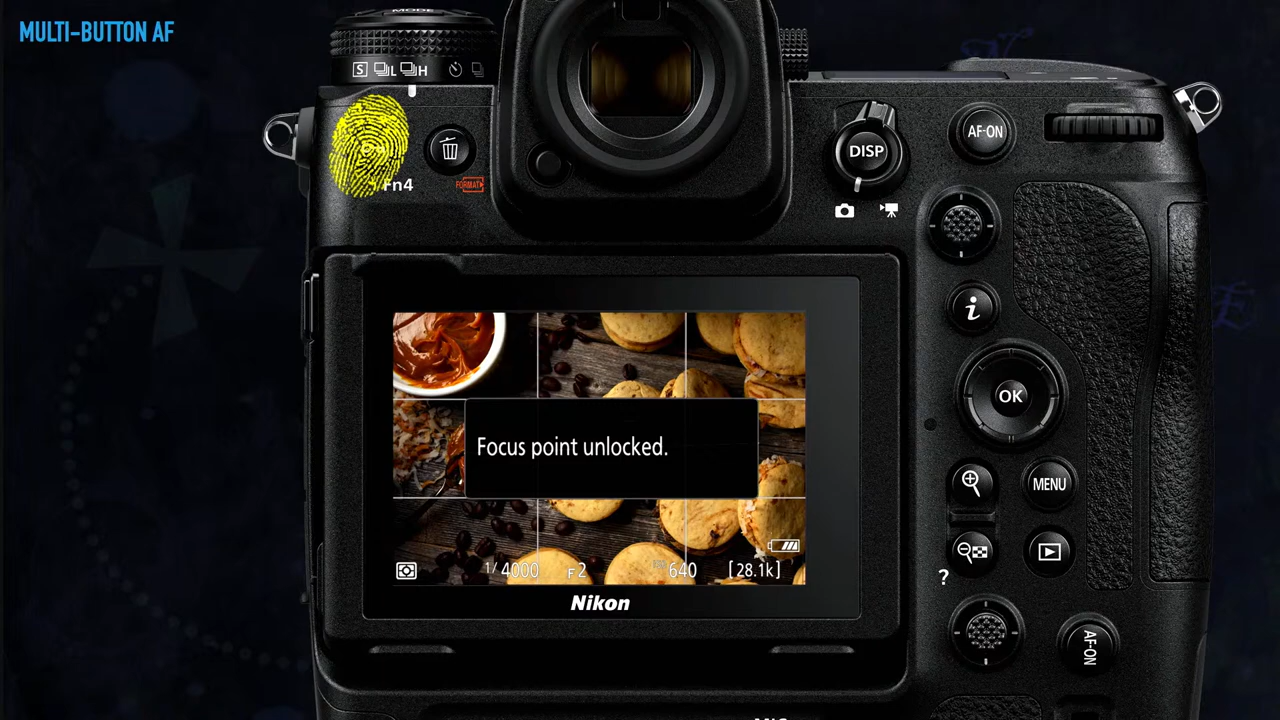 MULTI-BUTTON AF
MODE
S L H
Fn4
FORMAT
DISP
AF-ON
i
OK
MENU
?
AF-ON
Focus point unlocked.
1/4000 F2 640 [28.1k]
Nikon